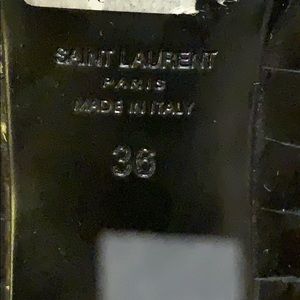 SAINT LAURENT
PARIS
MADE IN ITALY
36